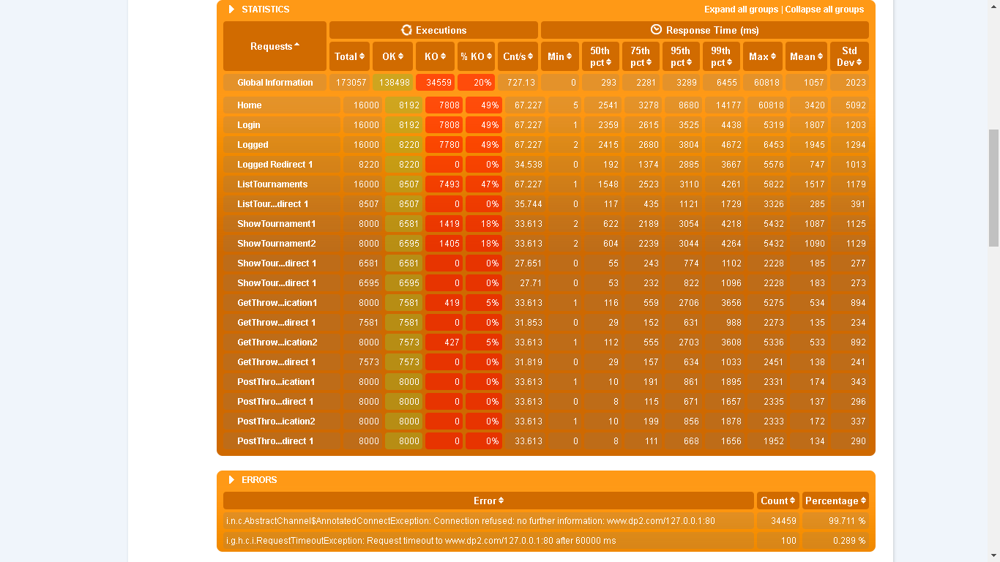 STATISTICS Expand all groups | Collapse all groups
Requests Executions Response Time (ms)
Total OK KO % KO Cnt/s Min 50th pct 75th pct 95th pct 99th pct Max Mean Std Dev
Global Information 173057 138498 34559 20% 727.13 0 293 2281 3289 6455 60818 1057 2023
Home 16000 8192 7808 49% 67.227 5 2541 3278 8680 14177 60818 3420 5092
Login 16000 8192 7808 49% 67.227 1 2359 2615 3525 4438 5319 1807 1203
Logged 16000 8220 7780 49% 67.227 2 2415 2680 3804 4672 6453 1945 1294
Logged Redirect 1 8220 8220 0 0% 34.538 0 192 1374 2885 3667 5576 747 1013
ListTournaments 16000 8507 7493 47% 67.227 1 1548 2523 3110 4261 5822 1517 1179
ListTour...direct 1 8507 8507 0 0% 35.744 0 117 435 1121 1729 3326 285 391
ShowTournament1 8000 6581 1419 18% 33.613 2 622 2189 3054 4218 5432 1087 1125
ShowTournament2 8000 6595 1405 18% 33.613 2 604 2239 3044 4264 5432 1090 1129
ShowTour...direct 1 6581 6581 0 0% 27.651 0 55 243 774 1102 2228 185 277
ShowTour...direct 1 6595 6595 0 0% 27.71 0 53 232 822 1096 2228 183 273
GetThrow...ication1 8000 7581 419 5% 33.613 1 116 559 2706 3656 5275 534 894
GetThrow...direct 1 7581 7581 0 0% 31.853 0 29 152 631 988 2273 135 234
GetThrow...ication2 8000 7573 427 5% 33.613 1 112 555 2703 3608 5336 533 892
GetThrow...direct 1 7573 7573 0 0% 31.819 0 29 157 634 1033 2451 138 241
PostThro...ication1 8000 8000 0 0% 33.613 1 10 191 861 1895 2331 174 343
PostThro...direct 1 8000 8000 0 0% 33.613 0 8 115 671 1657 2335 137 296
PostThro...ication2 8000 8000 0 0% 33.613 1 10 199 856 1878 2333 172 337
PostThro...direct 1 8000 8000 0 0% 33.613 0 8 111 668 1656 1952 134 290
ERRORS
Error Count Percentage
i.n.c.AbstractChannel$AnnotatedConnectException: Connection refused: no further information: www.dp2.com/127.0.0.1:80 34459 99.711 %
i.g.h.c.i.RequestTimeoutException: Request timeout to www.dp2.com/127.0.0.1:80 after 60000 ms 100 0.289 %